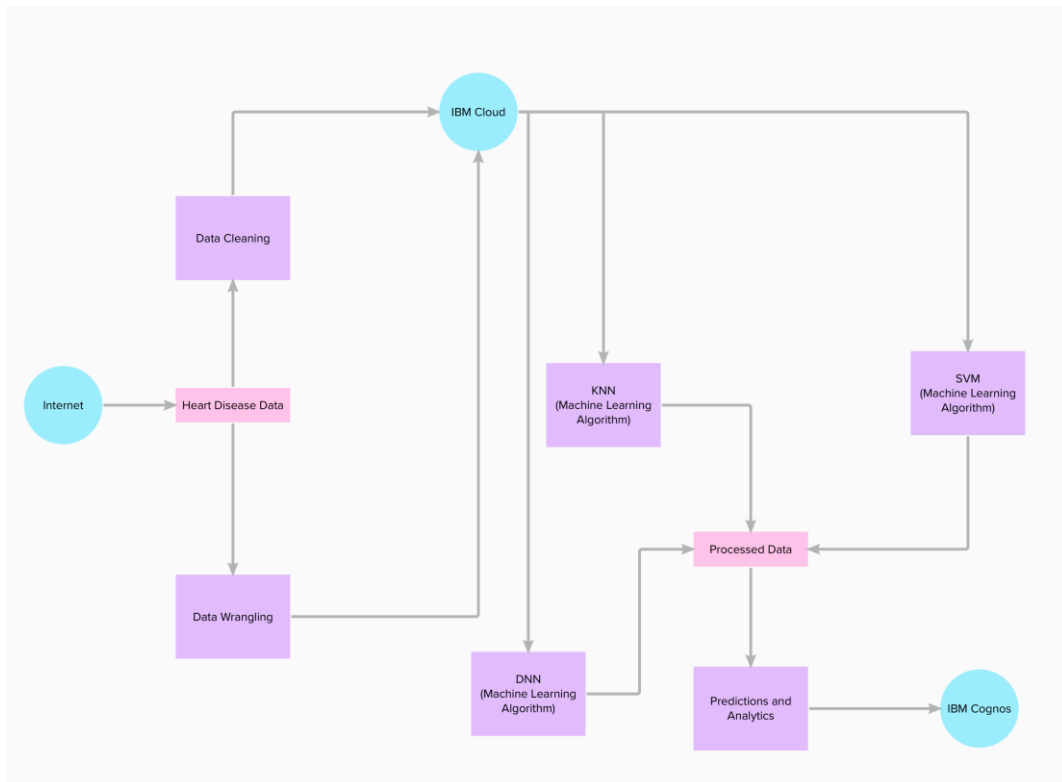 IBM Cloud
Data Cleaning
Internet
Heart Disease Data
KNN
(Machine Learning
Algorithm)
SVM
(Machine Learning
Algorithm)
Processed Data
Data Wrangling
DNN
(Machine Learning
Algorithm)
Predictions and
Analytics
IBM Cognos